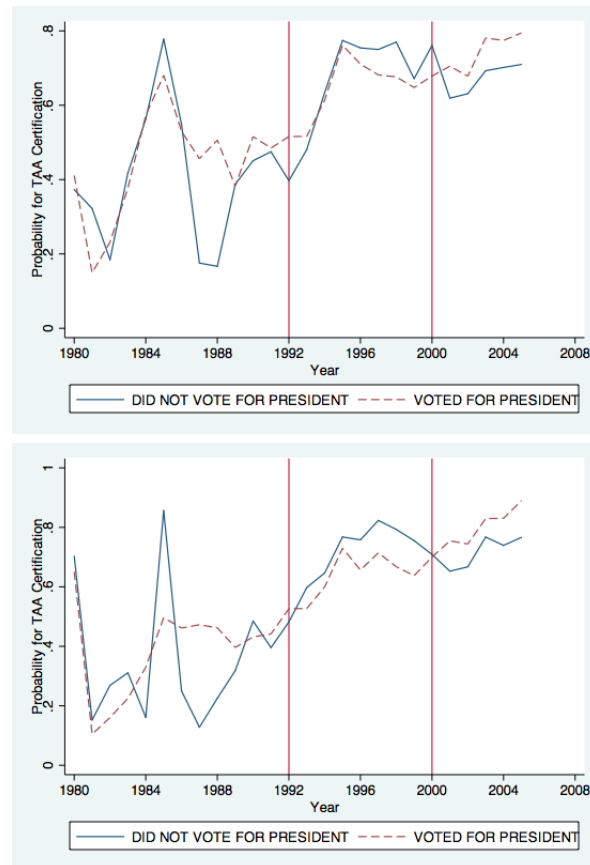 Probability for TAA Certification
.8
.6
.4
.2
0
1980 1984 1988 1992 1996 2000 2004 2008
Year
DID NOT VOTE FOR PRESIDENT VOTED FOR PRESIDENT
Probability for TAA Certification
1
.8
.6
.4
.2
0
1980 1984 1988 1992 1996 2000 2004 2008
Year
DID NOT VOTE FOR PRESIDENT VOTED FOR PRESIDENT